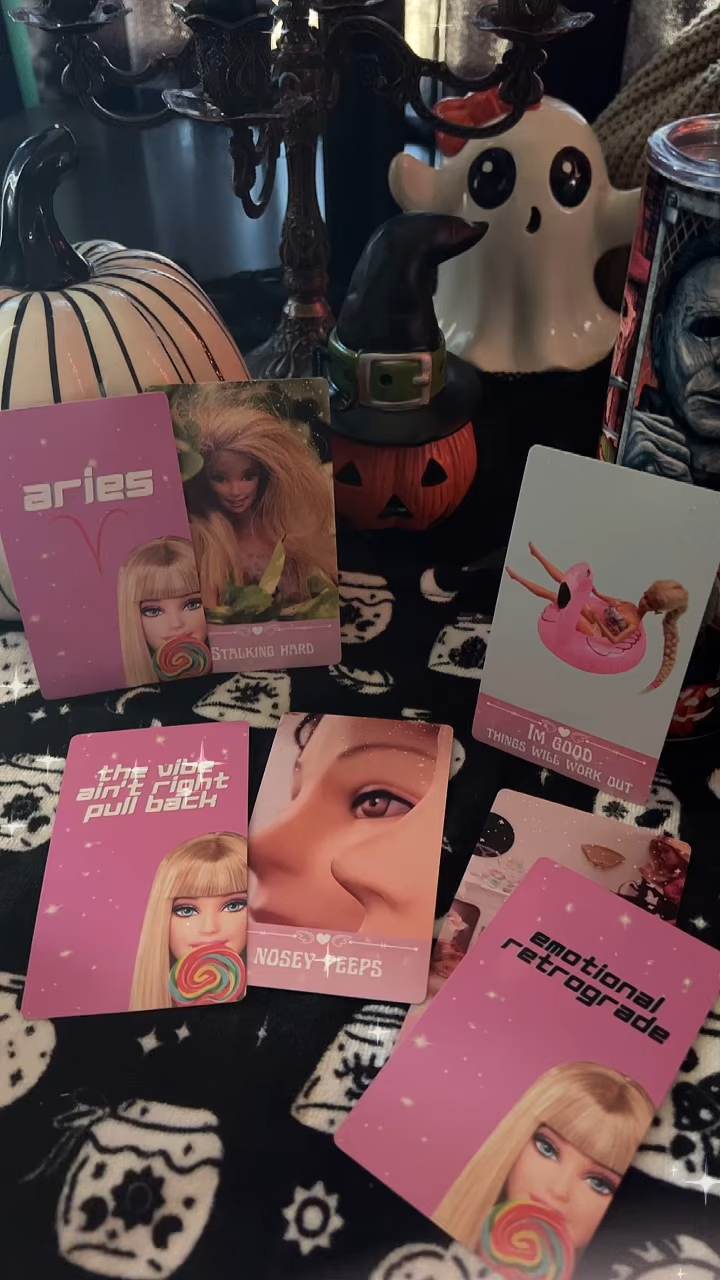 aries
STALKING HARD
IM GOOD
THINGS WILL WORK OUT
the vibe
ain't right
pull back
NOSEY PEEPS
emotional
retrograde